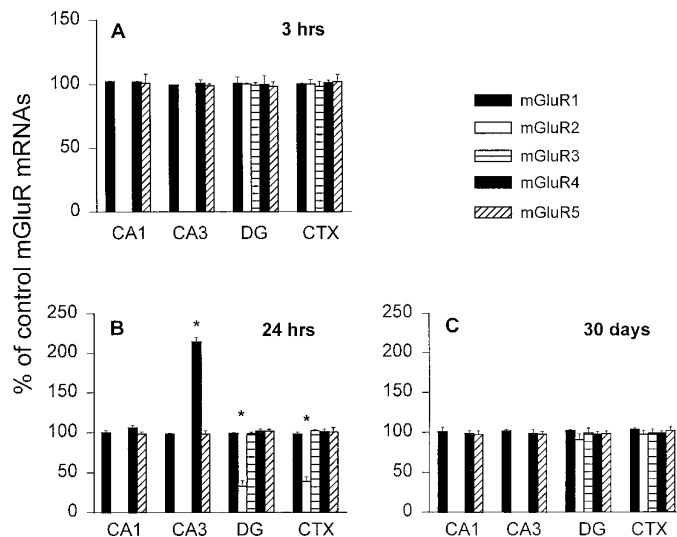 % of control mGluR mRNAs
A
3 hrs
150
100
50
0
CA1 CA3 DG CTX
mGluR1
mGluR2
mGluR3
mGluR4
mGluR5
B
24 hrs
250
200
150
100
50
0
*
*
*
CA1 CA3 DG CTX
C
30 days
250
200
150
100
50
0
CA1 CA3 DG CTX